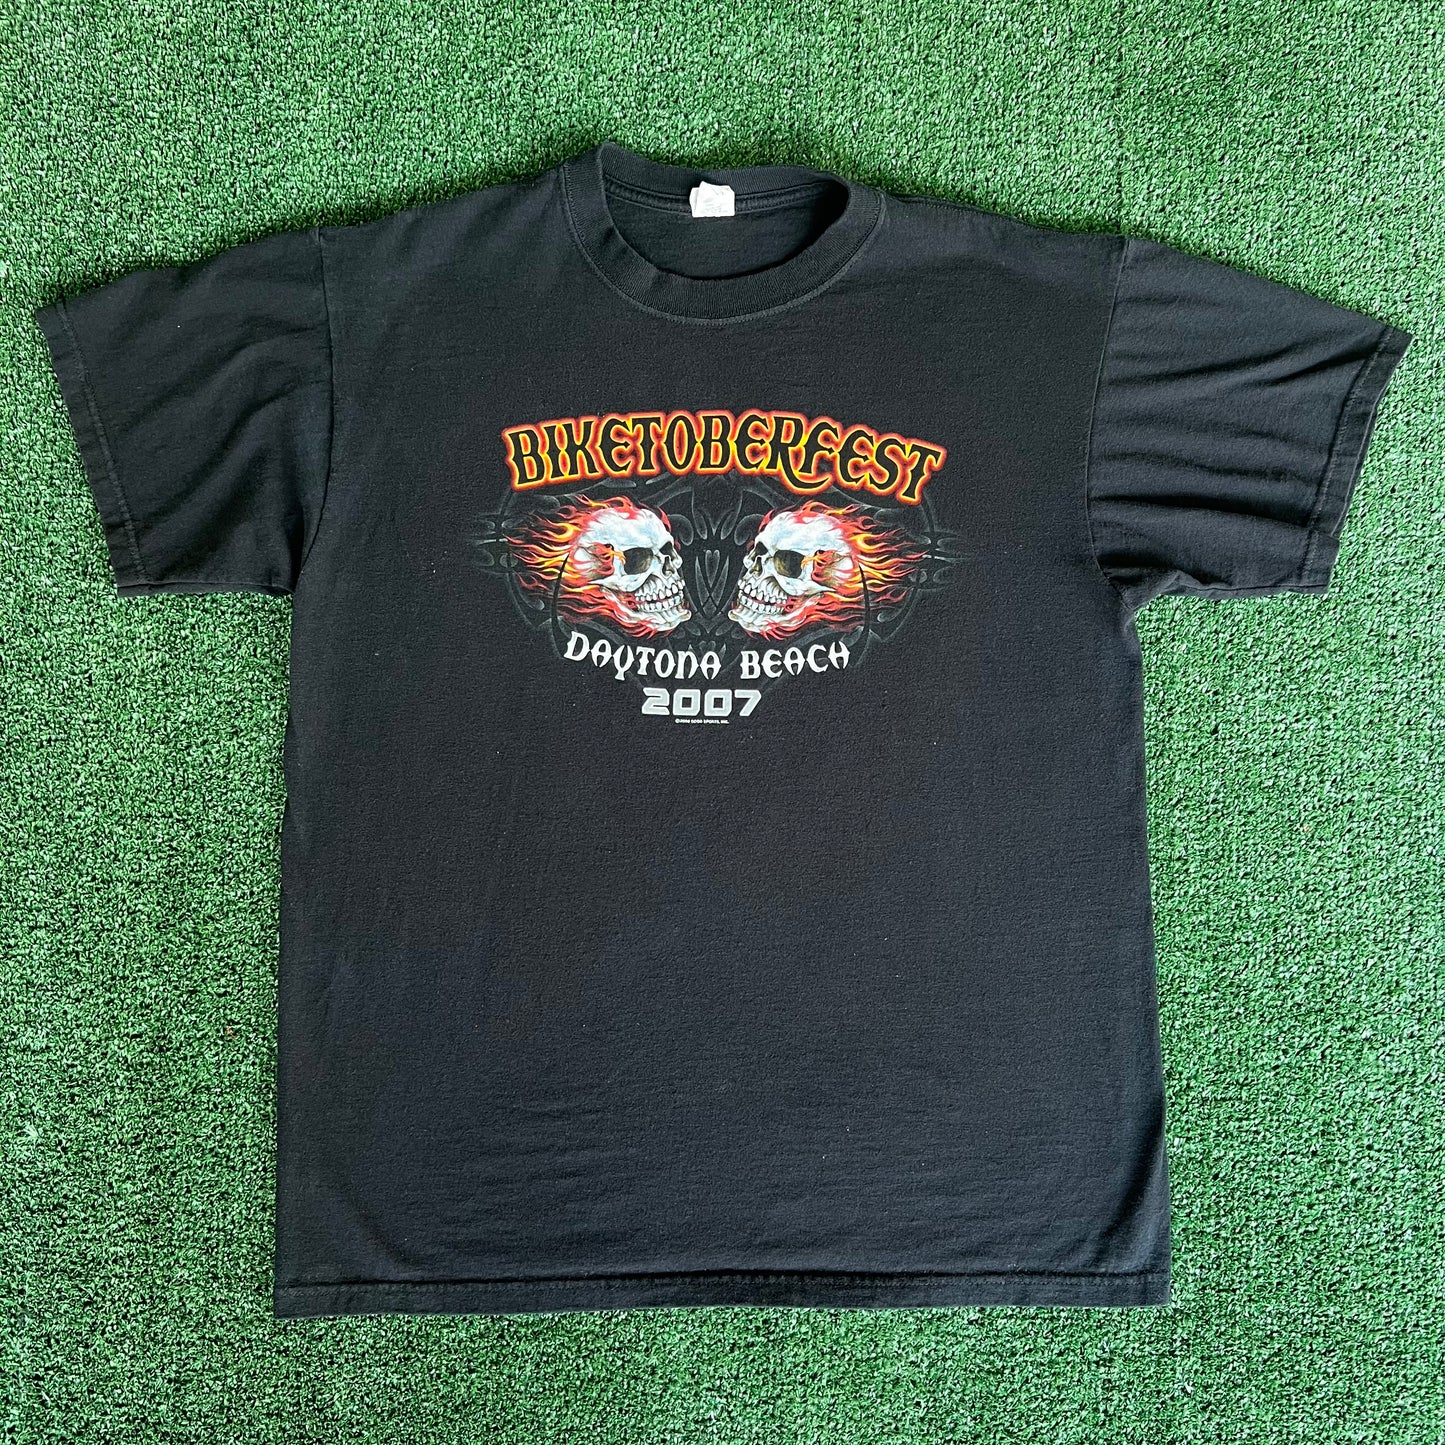 BIKETOBERFEST
DAYTONA BEACH
2007